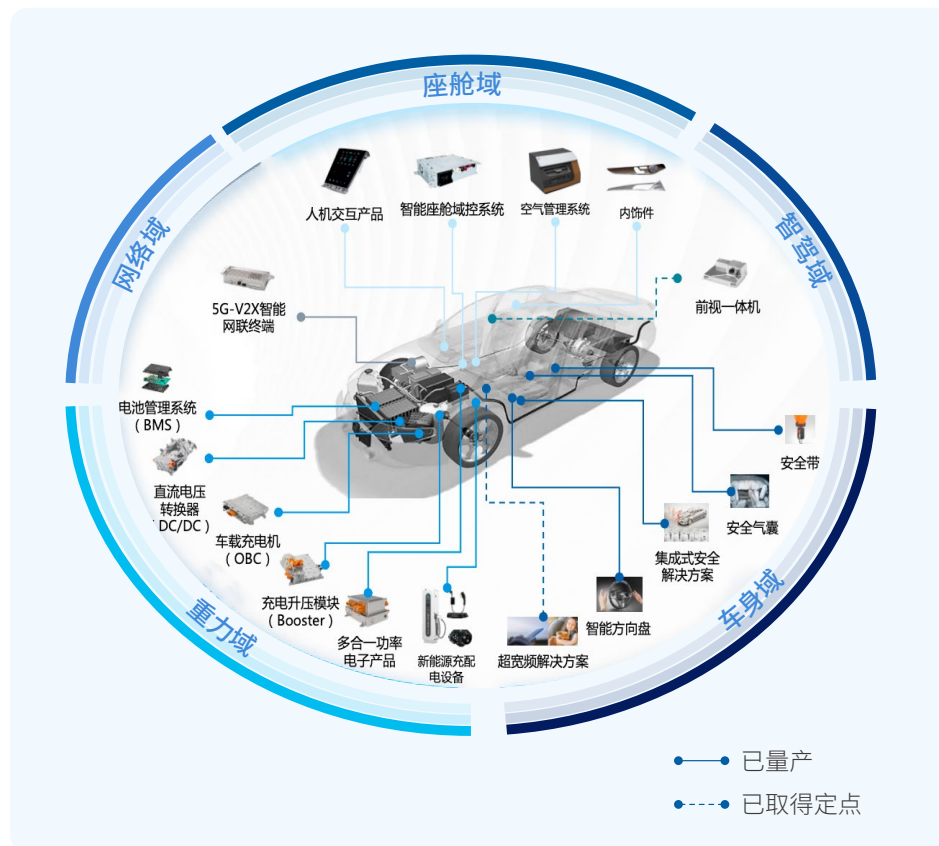 座舱域
人机交互产品
智能座舱域控系统
空气管理系统
内饰件
网络域
5G-V2X智能
网联终端
智驾域
前视一体机
电池管理系统
（BMS）
直流电压
转换器
DC/DC）
车载充电机
（OBC）
充电升压模块
（Booster）
多合一功率
电子产品
新能源充配
电设备
重力域
安全带
安全气囊
集成式安全
解决方案
智能方向盘
超宽频解决方案
车身域
已量产
已取得定点